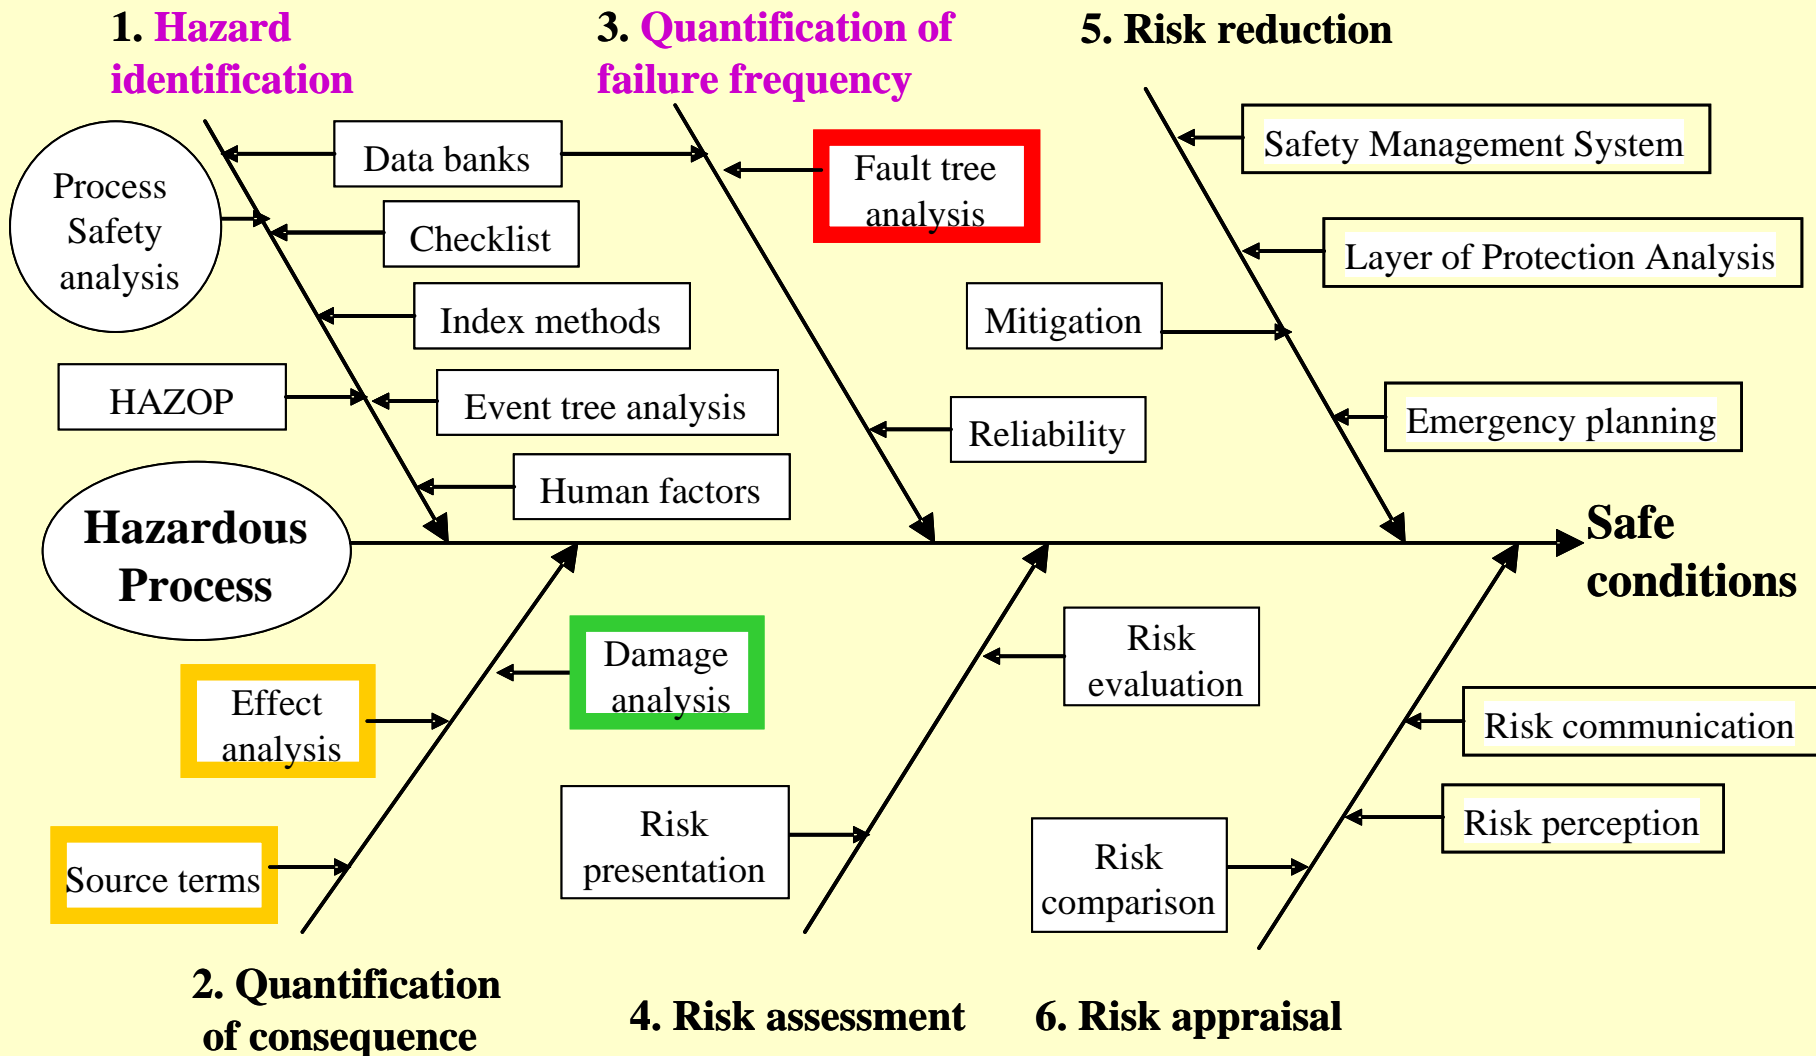 1. Hazard
identification
3. Quantification of
failure frequency
5. Risk reduction
Data banks
Fault tree
analysis
Safety Management System
Process
Safety
analysis
Checklist
Layer of Protection Analysis
Index methods
Mitigation
HAZOP
Event tree analysis
Reliability
Emergency planning
Human factors
Hazardous
Process
Safe
conditions
Damage
analysis
Risk
evaluation
Effect
analysis
Risk communication
Risk
presentation
Risk perception
Source terms
Risk
comparison
2. Quantification
of consequence
4. Risk assessment
6. Risk appraisal